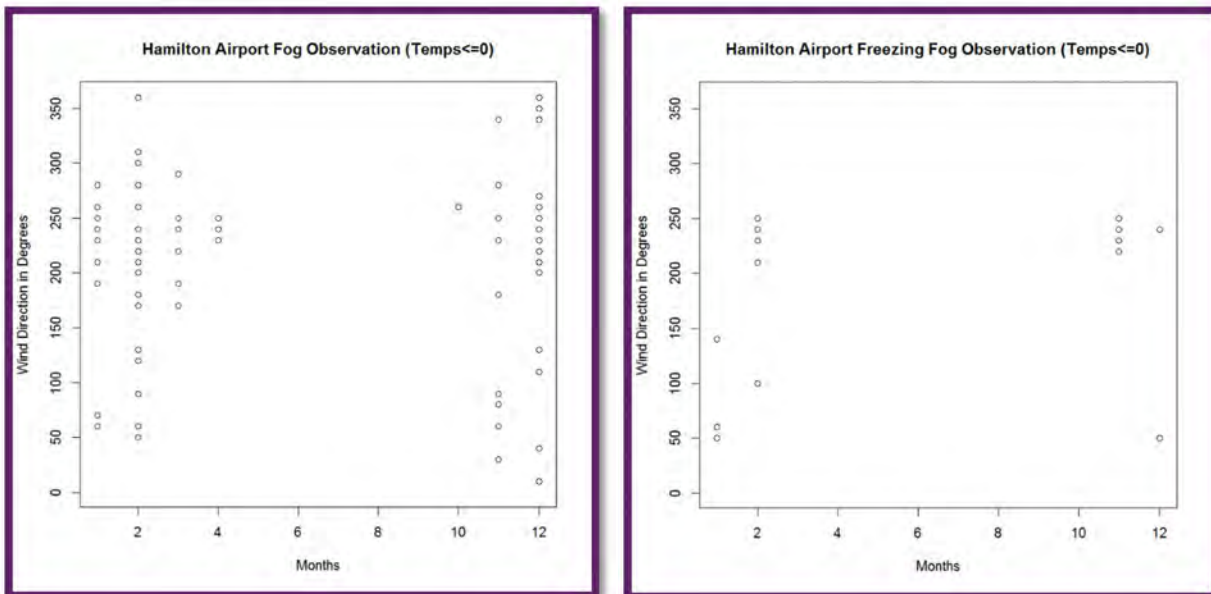 Hamilton Airport Fog Observation (Temps<=0)
350
300
250
200
150
100
50
0
Wind Direction in Degrees
2 4 6 8 10 12
Months
Hamilton Airport Freezing Fog Observation (Temps<=0)
350
300
250
200
150
100
50
0
Wind Direction in Degrees
2 4 6 8 10 12
Months